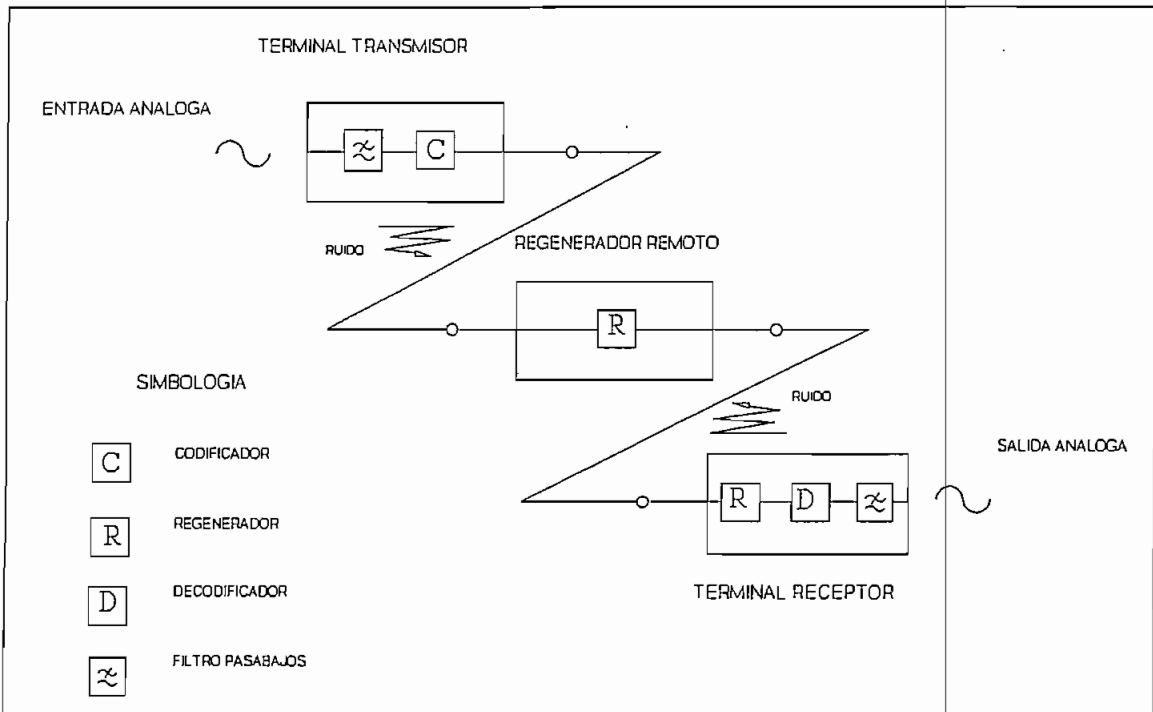 TERMINAL TRANSMISOR
ENTRADA ANALOGA
C
RUIDO
REGENERADOR REMOTO
R
SIMBOLOGIA
RUIDO
SALIDA ANALOGA
C CODIFICADOR
R D
R REGENERADOR
D DECODIFICADOR
TERMINAL RECEPTOR
FILTRO PASABAJOS